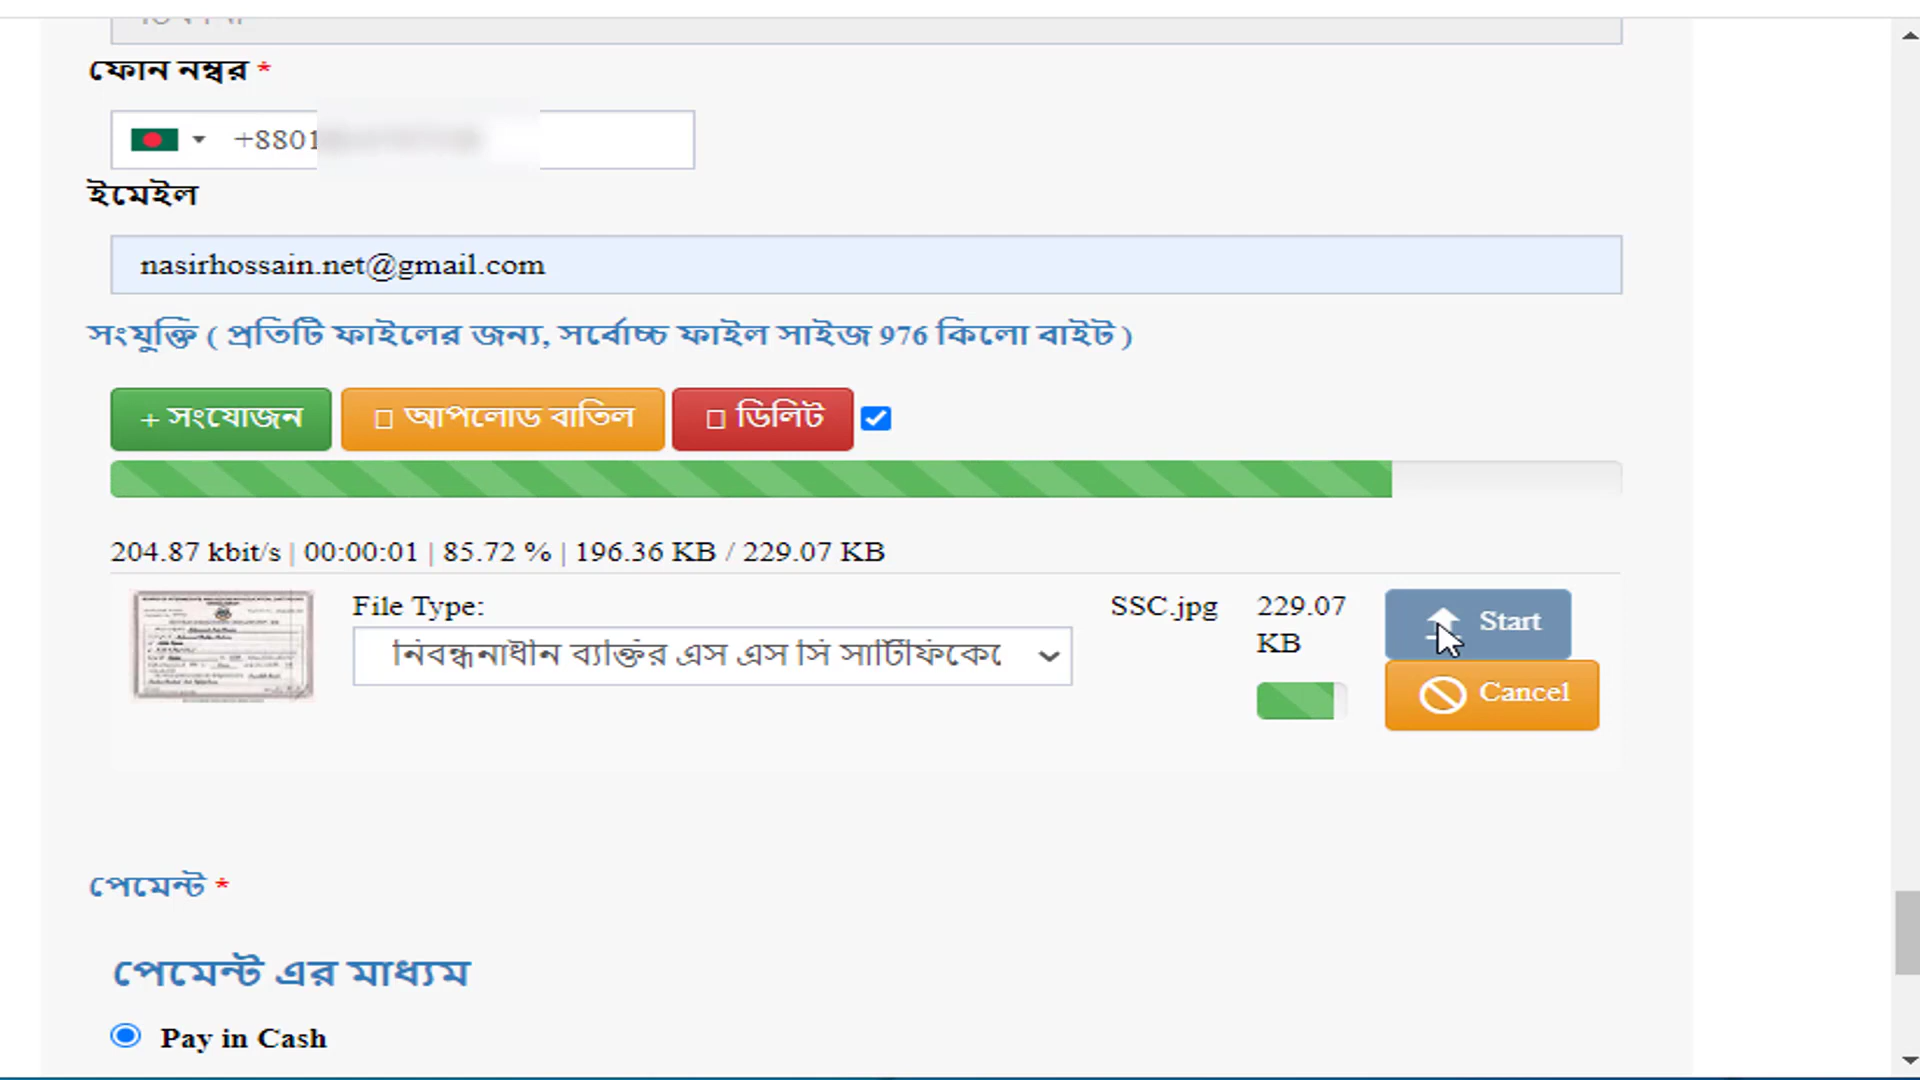 ফোন নম্বর *
+8801
ইমেইল
nasirhossain.net@gmail.com
সংযুক্তি ( প্রতিটি ফাইলের জন্য, সর্বোচ্চ ফাইল সাইজ 976 কিলো বাইট )
+ সংযোজন
আপলোড বাতিল
ডিলিট
204.87 kbit/s | 00:00:01 | 85.72 % | 196.36 KB / 229.07 KB
File Type:
নিবন্ধনাধীন ব্যক্তির এস এস সি সার্টিফিকে
SSC.jpg
229.07
KB
Start
Cancel
পেমেন্ট *
পেমেন্ট এর মাধ্যম
Pay in Cash